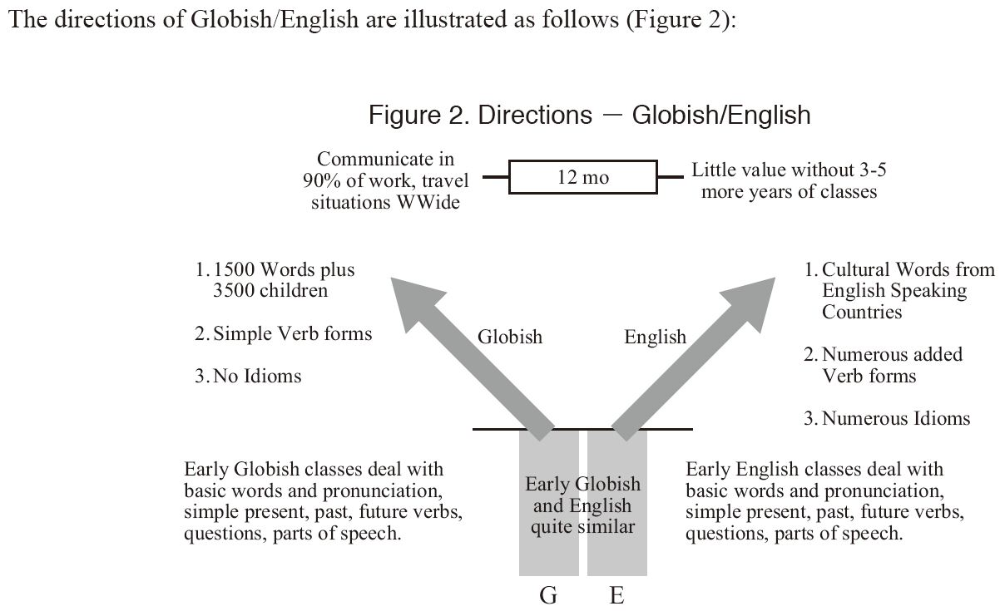 The directions of Globish/English are illustrated as follows (Figure 2):
Figure 2. Directions — Globish/English
Communicate in
90% of work, travel
situations WWide
12 mo
Little value without 3-5
more years of classes
1. 1500 Words plus
3500 children
2. Simple Verb forms
3. No Idioms
Globish
English
1. Cultural Words from
English Speaking
Countries
2. Numerous added
Verb forms
3. Numerous Idioms
Early Globish classes deal with
basic words and pronunciation,
simple present, past, future verbs,
questions, parts of speech.
Early Globish
and English
quite similar
Early English classes deal with
basic words and pronunciation,
simple present, past, future verbs,
questions, parts of speech.
G
E